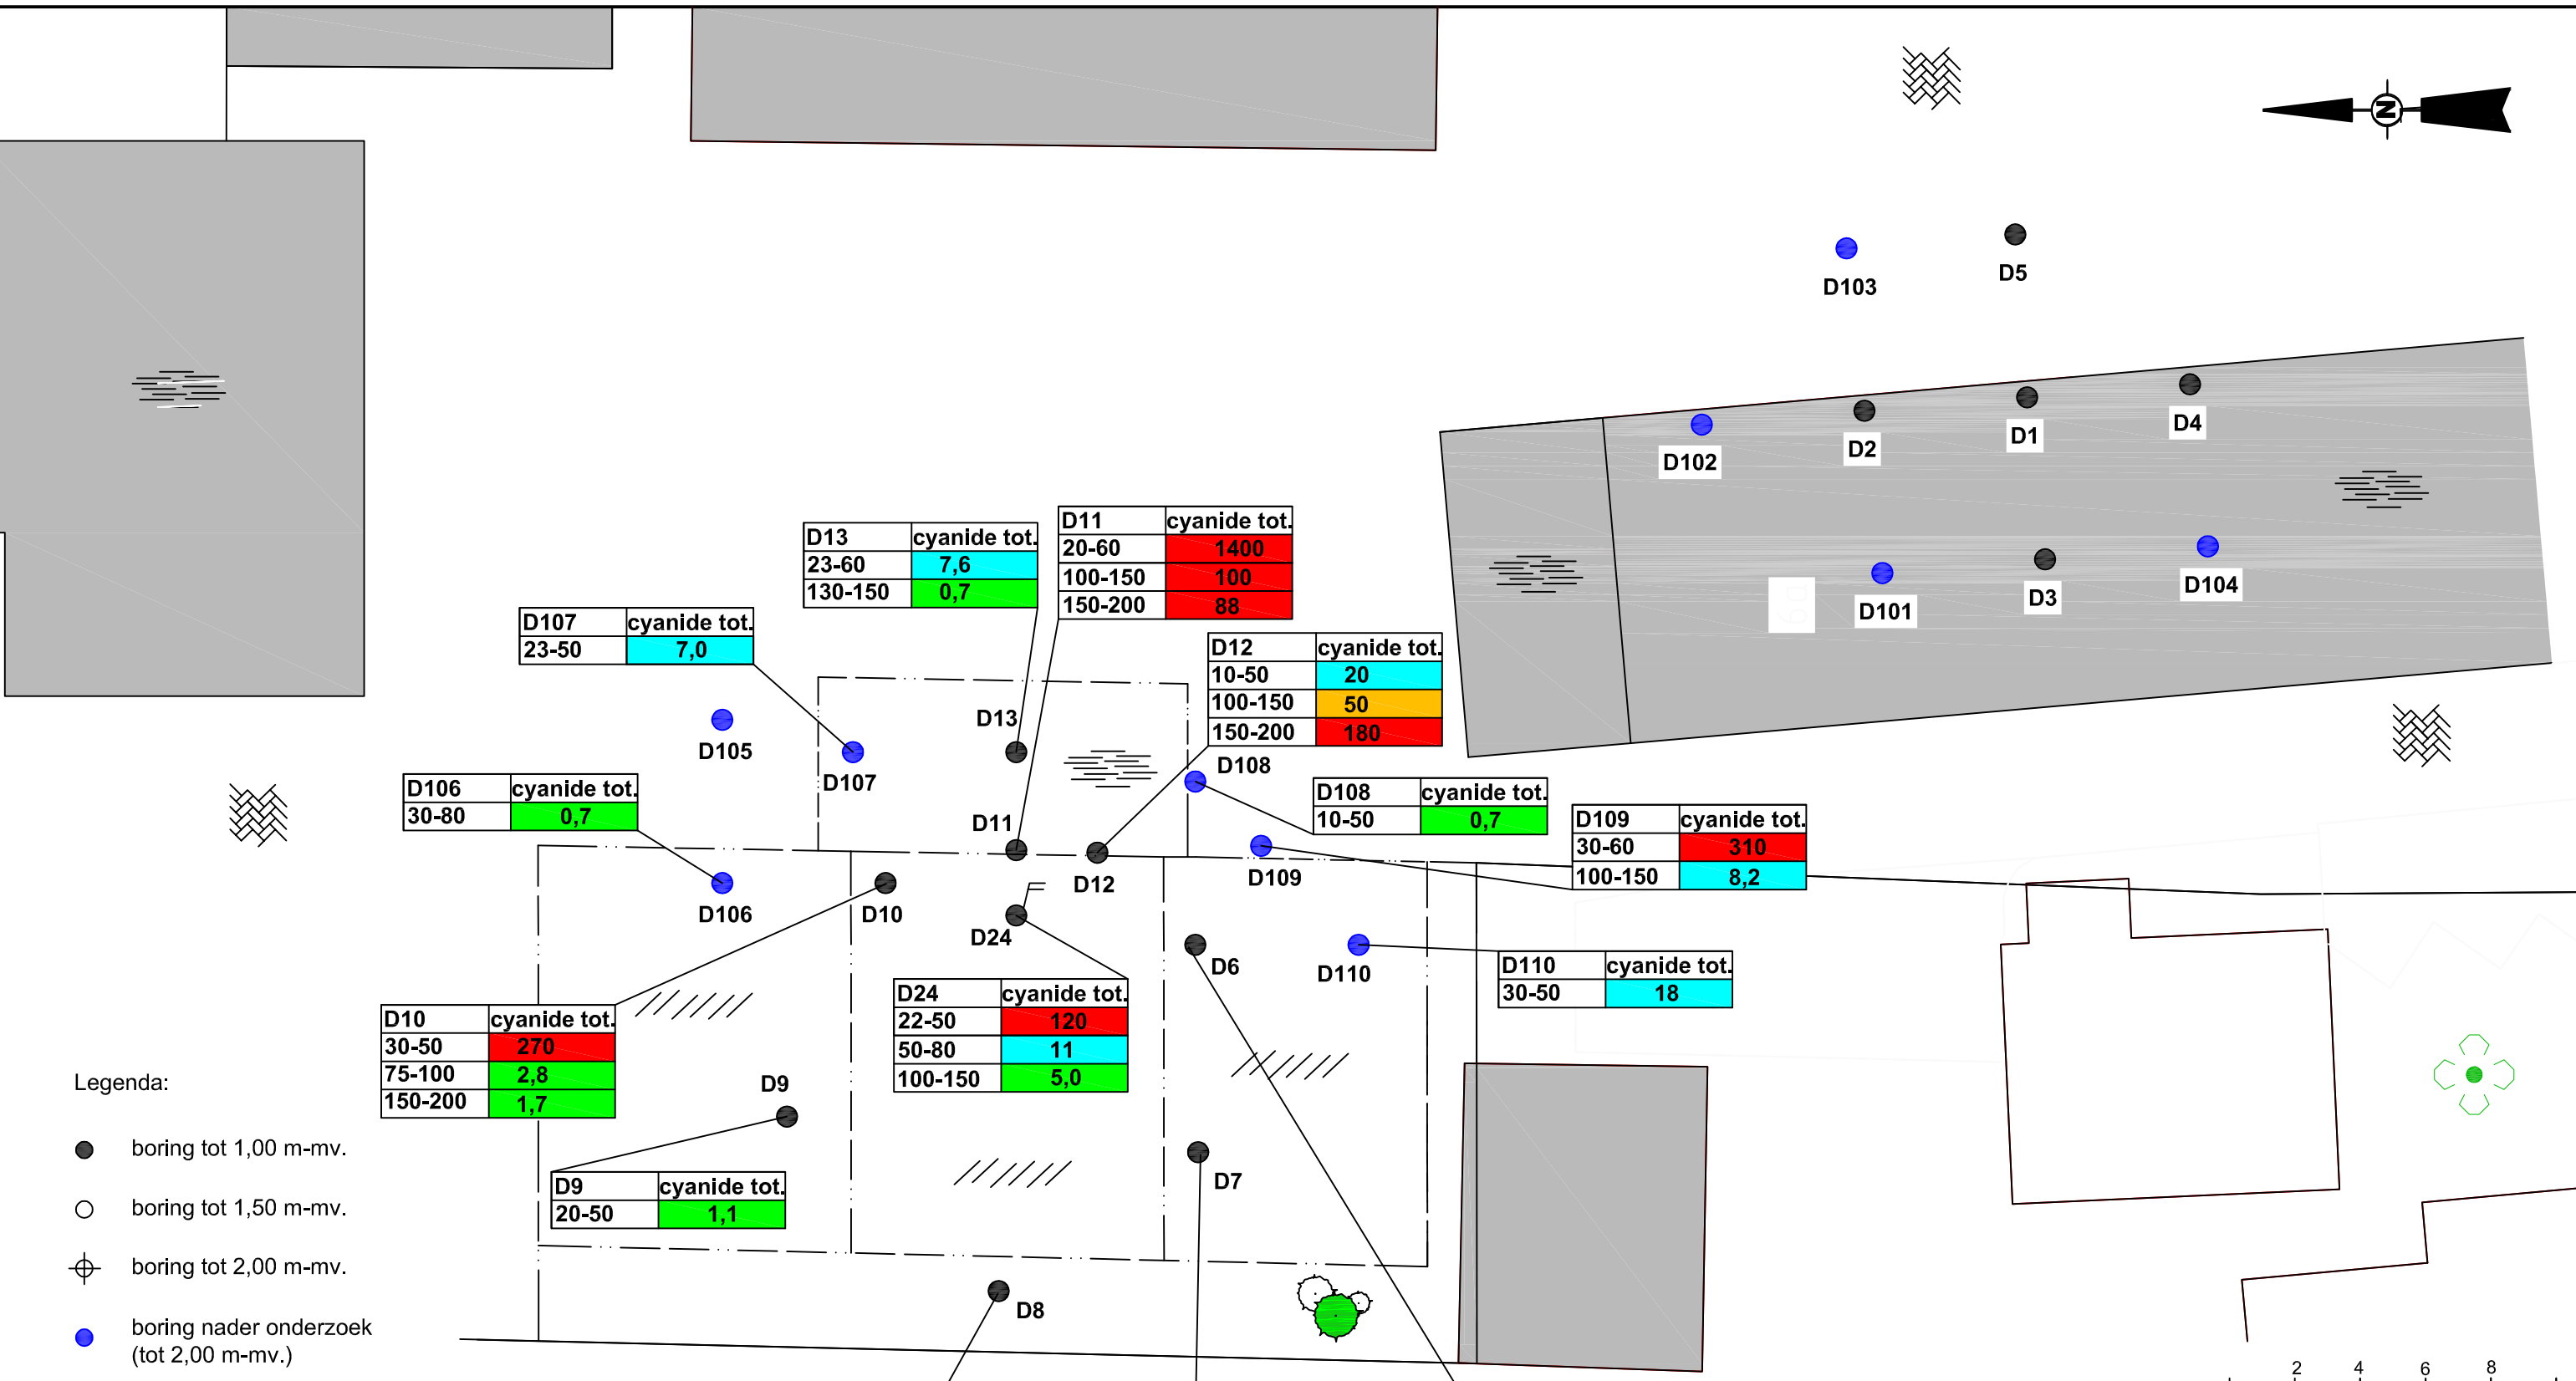 N
D103
D5
D102
D2
D1
D4
D101
D3
D104
D13 cyanide tot.
23-60 7,6
130-150 0,7
D11 cyanide tot.
20-60 1400
100-150 100
150-200 88
D107 cyanide tot.
23-50 7,0
D12 cyanide tot.
10-50 20
100-150 50
150-200 180
D13
D105
D107
D108
D106 cyanide tot.
30-80 0,7
D108 cyanide tot.
10-50 0,7
D109 cyanide tot.
30-60 310
100-150 8,2
D11
D12
D109
D106
D10
D24
D6
D110
D110 cyanide tot.
30-50 18
D24 cyanide tot.
22-50 120
50-80 11
100-150 5,0
D10 cyanide tot.
30-50 270
75-100 2,8
150-200 1,7
D9
D9 cyanide tot.
20-50 1,1
D7
D8
Legenda:
boring tot 1,00 m-mv.
boring tot 1,50 m-mv.
boring tot 2,00 m-mv.
boring nader onderzoek
(tot 2,00 m-mv.)
2 4 6 8